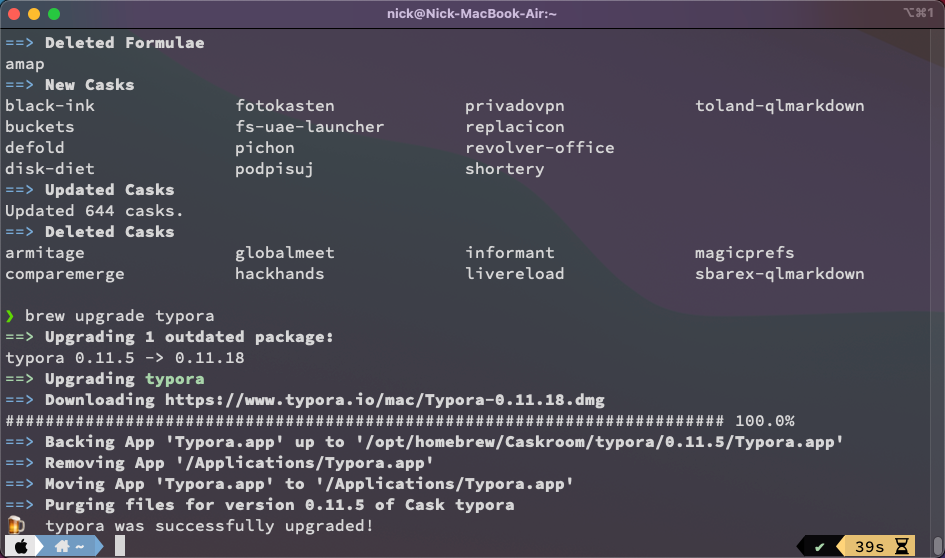 nick@Nick-MacBook-Air:~
⌥⌘1
==> Deleted Formulae
amap
==> New Casks
black-ink fotokasten privadovpn toland-qlmarkdown
buckets fs-uae-launcher replacicon
defold pichon revolver-office
disk-diet podpisuj shortery
==> Updated Casks
Updated 644 casks.
==> Deleted Casks
armitage globalmeet informant magicprefs
comparemerge hackhands livereload sbarex-qlmarkdown
❯ brew upgrade typora
==> Upgrading 1 outdated package:
typora 0.11.5 -> 0.11.18
==> Upgrading typora
==> Downloading https://www.typora.io/mac/Typora-0.11.18.dmg
######################################################################## 100.0%
==> Backing App 'Typora.app' up to '/opt/homebrew/Caskroom/typora/0.11.5/Typora.app'
==> Removing App '/Applications/Typora.app'
==> Moving App 'Typora.app' to '/Applications/Typora.app'
==> Purging files for version 0.11.5 of Cask typora
🍺 typora was successfully upgraded!
~ ✔ 39s